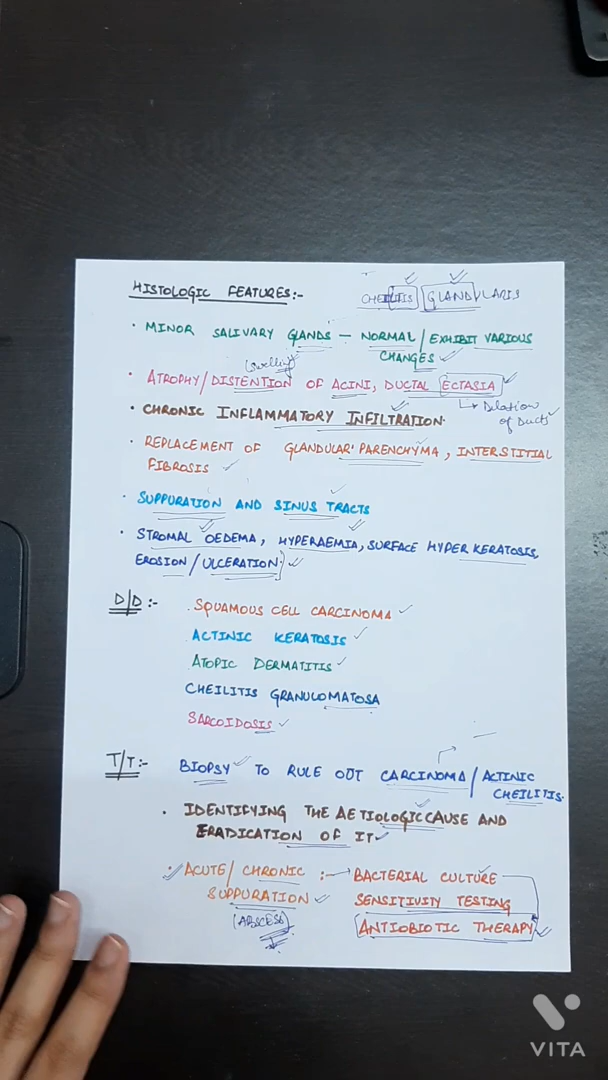 HISTOLOGIC FEATURES:-
CHEILITIS GLANDULARIS
• MINOR SALIVARY GLANDS - NORMAL/EXHIBIT VARIOUS
CHANGES
(swelling)
• ATROPHY/DISTENTION OF ACINI, DUCTAL ECTASIA
↳ Dilation
of Ducts
• CHRONIC INFLAMMATORY INFILTRATION.
• REPLACEMENT OF GLANDULAR PARENCHYMA, INTERSTITIAL
FIBROSIS
• SUPPURATION AND SINUS TRACTS
• STROMAL OEDEMA, HYPERAEMIA, SURFACE HYPERKERATOSIS,
EROSION/ULCERATION.
D/D:-
SQUAMOUS CELL CARCINOMA
ACTINIC KERATOSIS
ATOPIC DERMATITIS
CHEILITIS GRANULOMATOSA
SARCOIDOSIS
T/T:-
BIOPSY TO RULE OUT CARCINOMA/ACTINIC
CHEILITIS.
• IDENTIFYING THE AETIOLOGIC CAUSE AND
ERADICATION OF IT
• ACUTE/CHRONIC :→ BACTERIAL CULTURE
SUPPURATION SENSITIVITY TESTING
(ABSCESS) ANTIOBIOTIC THERAPY
VITA